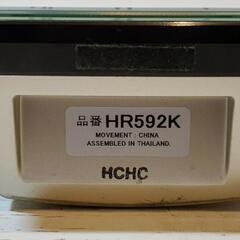 品番 HR592K
MOVEMENT : CHINA
ASSEMBLED IN THAILAND.
HCHC